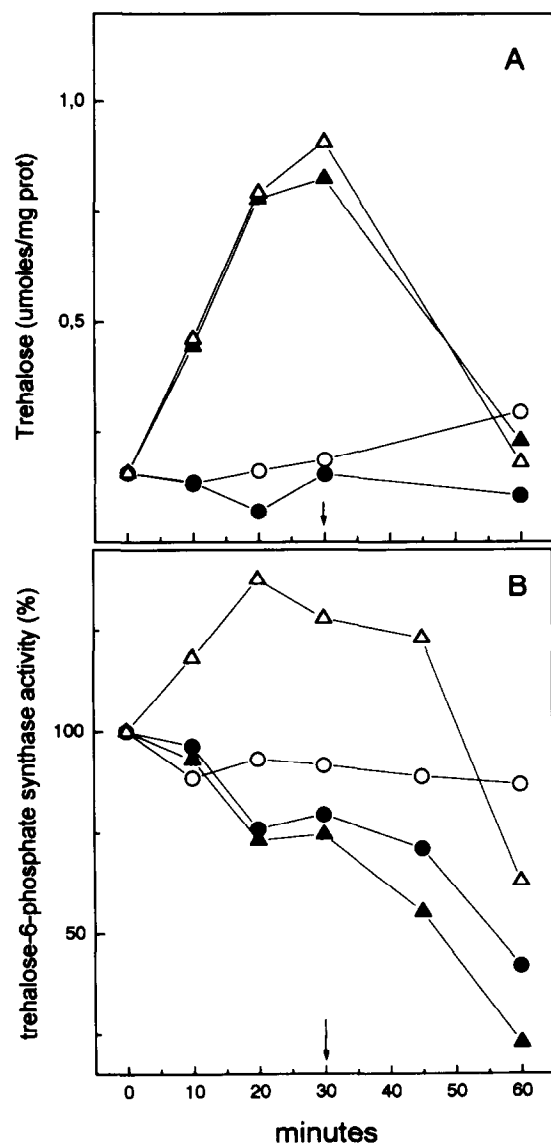 A
1,0
0,5
Trehalose (umoles/mg prot)
B
100
50
trehalose-6-phosphate synthase activity (%)
0 10 20 30 40 50 60
minutes